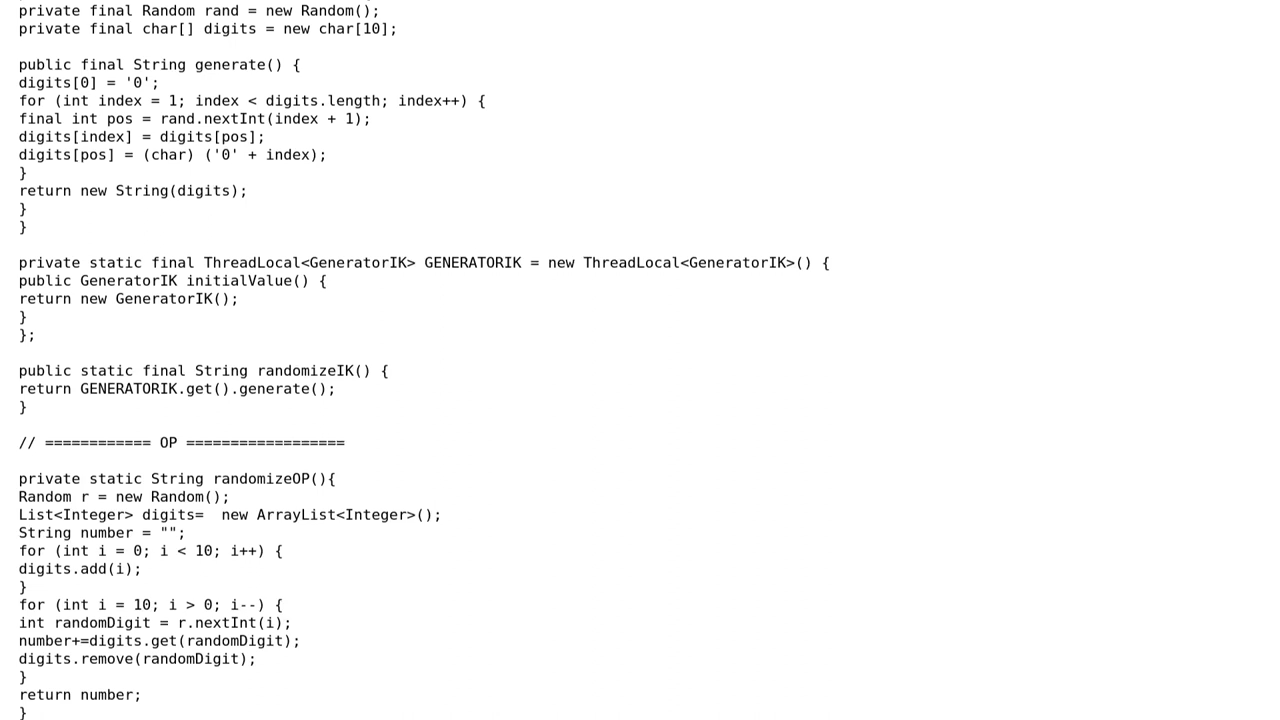 private final Random rand = new Random();
private final char[] digits = new char[10];

public final String generate() {
digits[0] = '0';
for (int index = 1; index < digits.length; index++) {
final int pos = rand.nextInt(index + 1);
digits[index] = digits[pos];
digits[pos] = (char) ('0' + index);
}
return new String(digits);
}
}

private static final ThreadLocal<GeneratorIK> GENERATORIK = new ThreadLocal<GeneratorIK>() {
public GeneratorIK initialValue() {
return new GeneratorIK();
}
};

public static final String randomizeIK() {
return GENERATORIK.get().generate();
}

// ============ OP ==================

private static String randomizeOP(){
Random r = new Random();
List<Integer> digits=  new ArrayList<Integer>();
String number = "";
for (int i = 0; i < 10; i++) {
digits.add(i);
}
for (int i = 10; i > 0; i--) {
int randomDigit = r.nextInt(i);
number+=digits.get(randomDigit);
digits.remove(randomDigit);
}
return number;
}